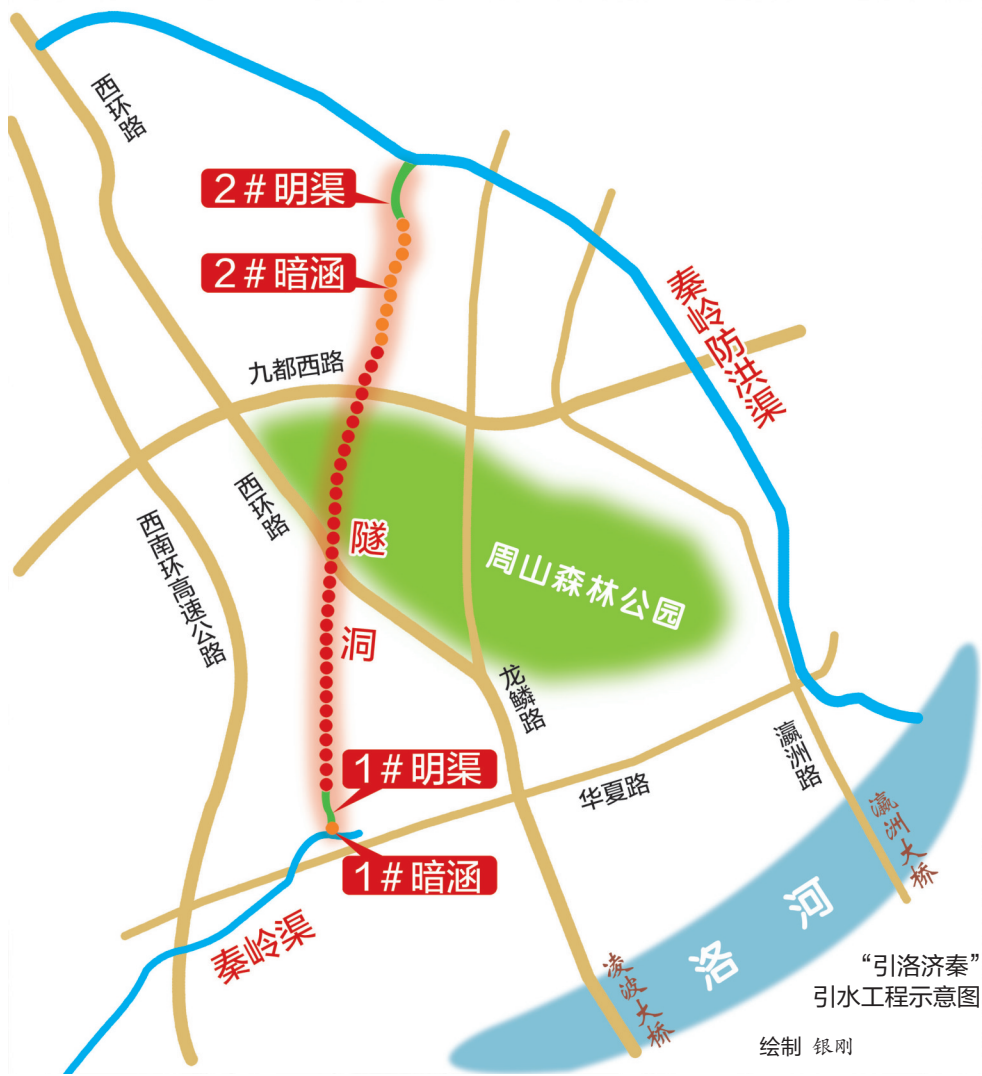 西环路
2#明渠
2#暗涵
秦岭防洪渠
九都西路
西环路
隧洞
周山森林公园
西南环高速公路
龙鳞路
1#明渠
华夏路
瀛洲路
瀛洲大桥
1#暗涵
秦岭渠
洛河
凌波大桥
“引洛济秦”
引水工程示意图
绘制 银刚